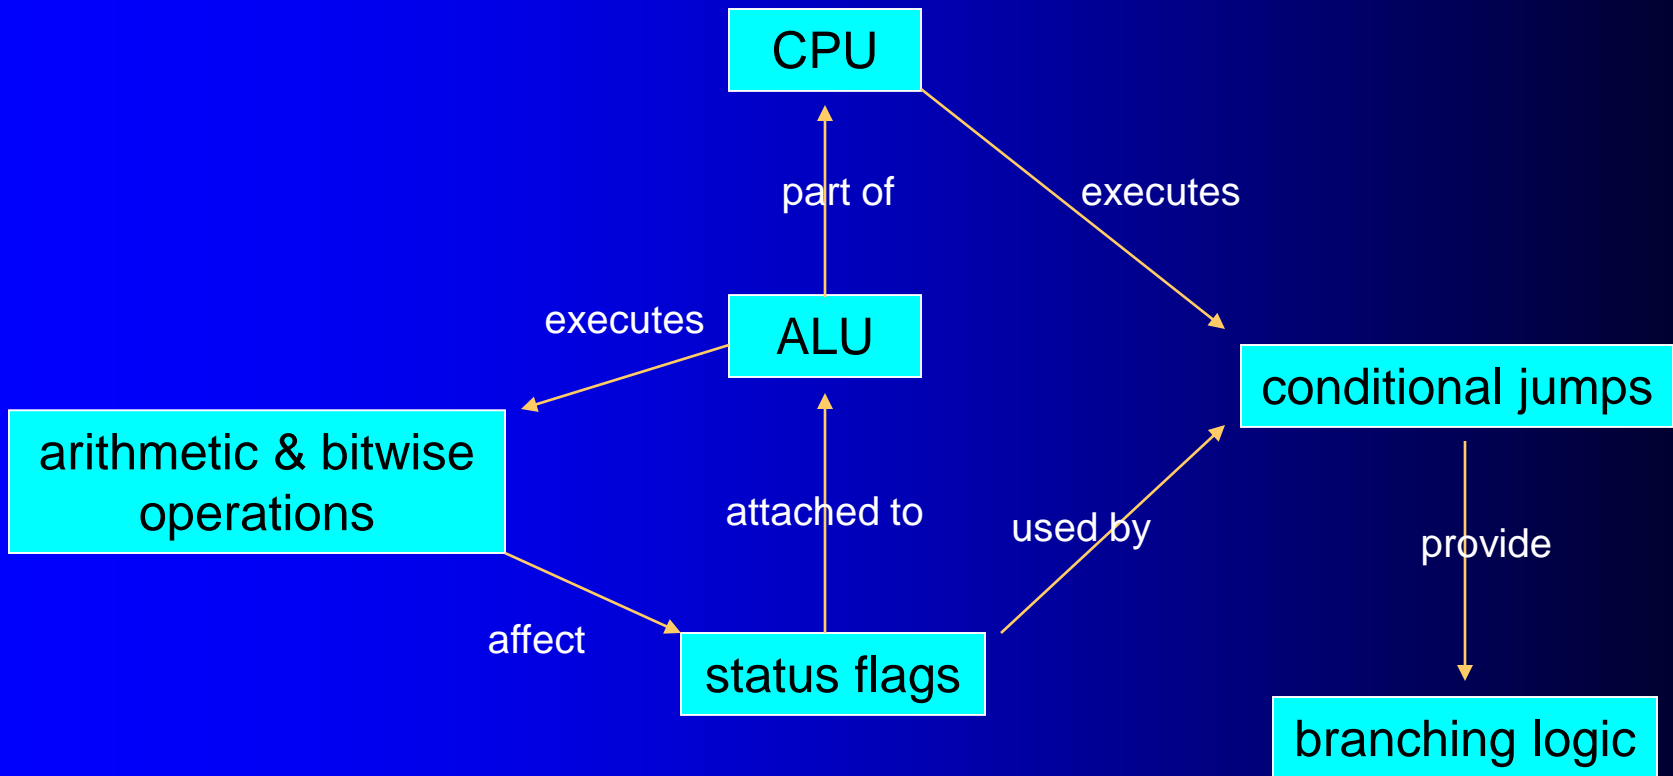 CPU
part of
executes
executes
ALU
conditional jumps
arithmetic & bitwise
operations
attached to
used by
provide
affect
status flags
branching logic